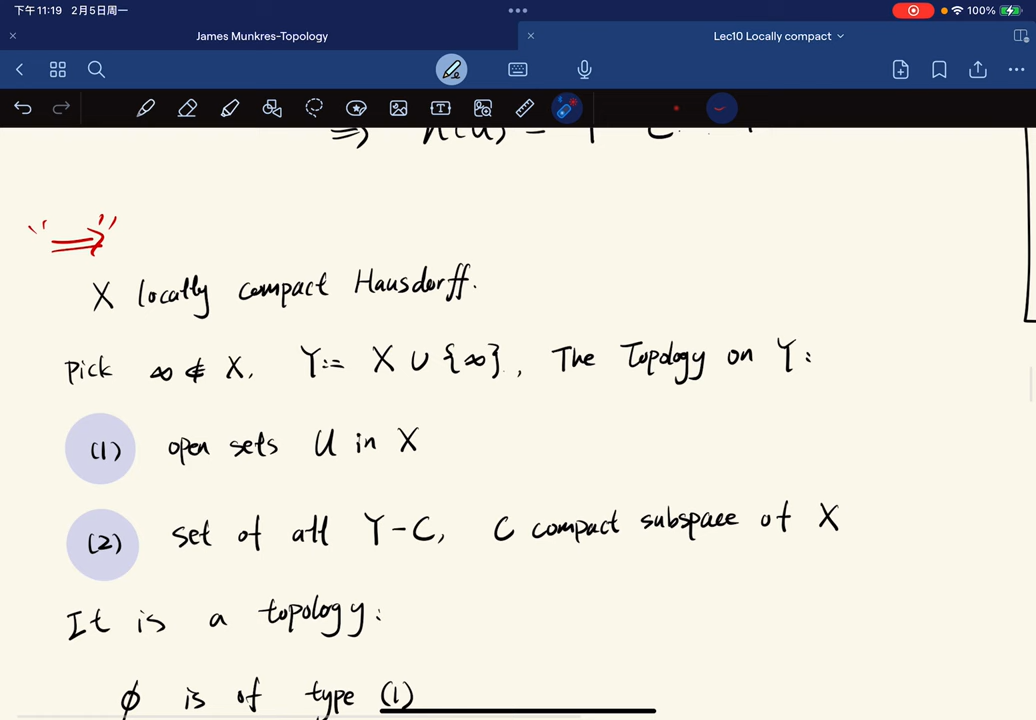 下午11:19 2月5日周一
100%
James Munkres-Topology
Lec10 Locally compact
"⇒"
X locally compact Hausdorff.
Pick ∞ ∉ X. Y:= X ∪ {∞}, The Topology on Y:
(1) open sets U in X
(2) set of all Y-C, C compact subspace of X
It is a topology:
ϕ is of type (1)